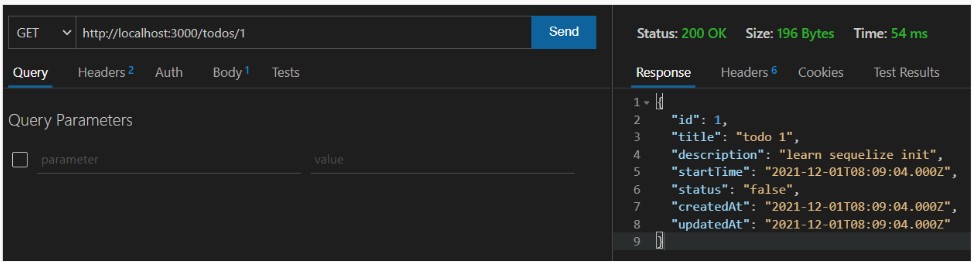 GET http://localhost:3000/todos/1 Send
Query Headers 2 Auth Body 1 Tests
Query Parameters
parameter value
Status: 200 OK Size: 196 Bytes Time: 54 ms
Response Headers 6 Cookies Test Results
1 {
2 "id": 1,
3 "title": "todo 1",
4 "description": "learn sequelize init",
5 "startTime": "2021-12-01T08:09:04.000Z",
6 "status": "false",
7 "createdAt": "2021-12-01T08:09:04.000Z",
8 "updatedAt": "2021-12-01T08:09:04.000Z"
9 }